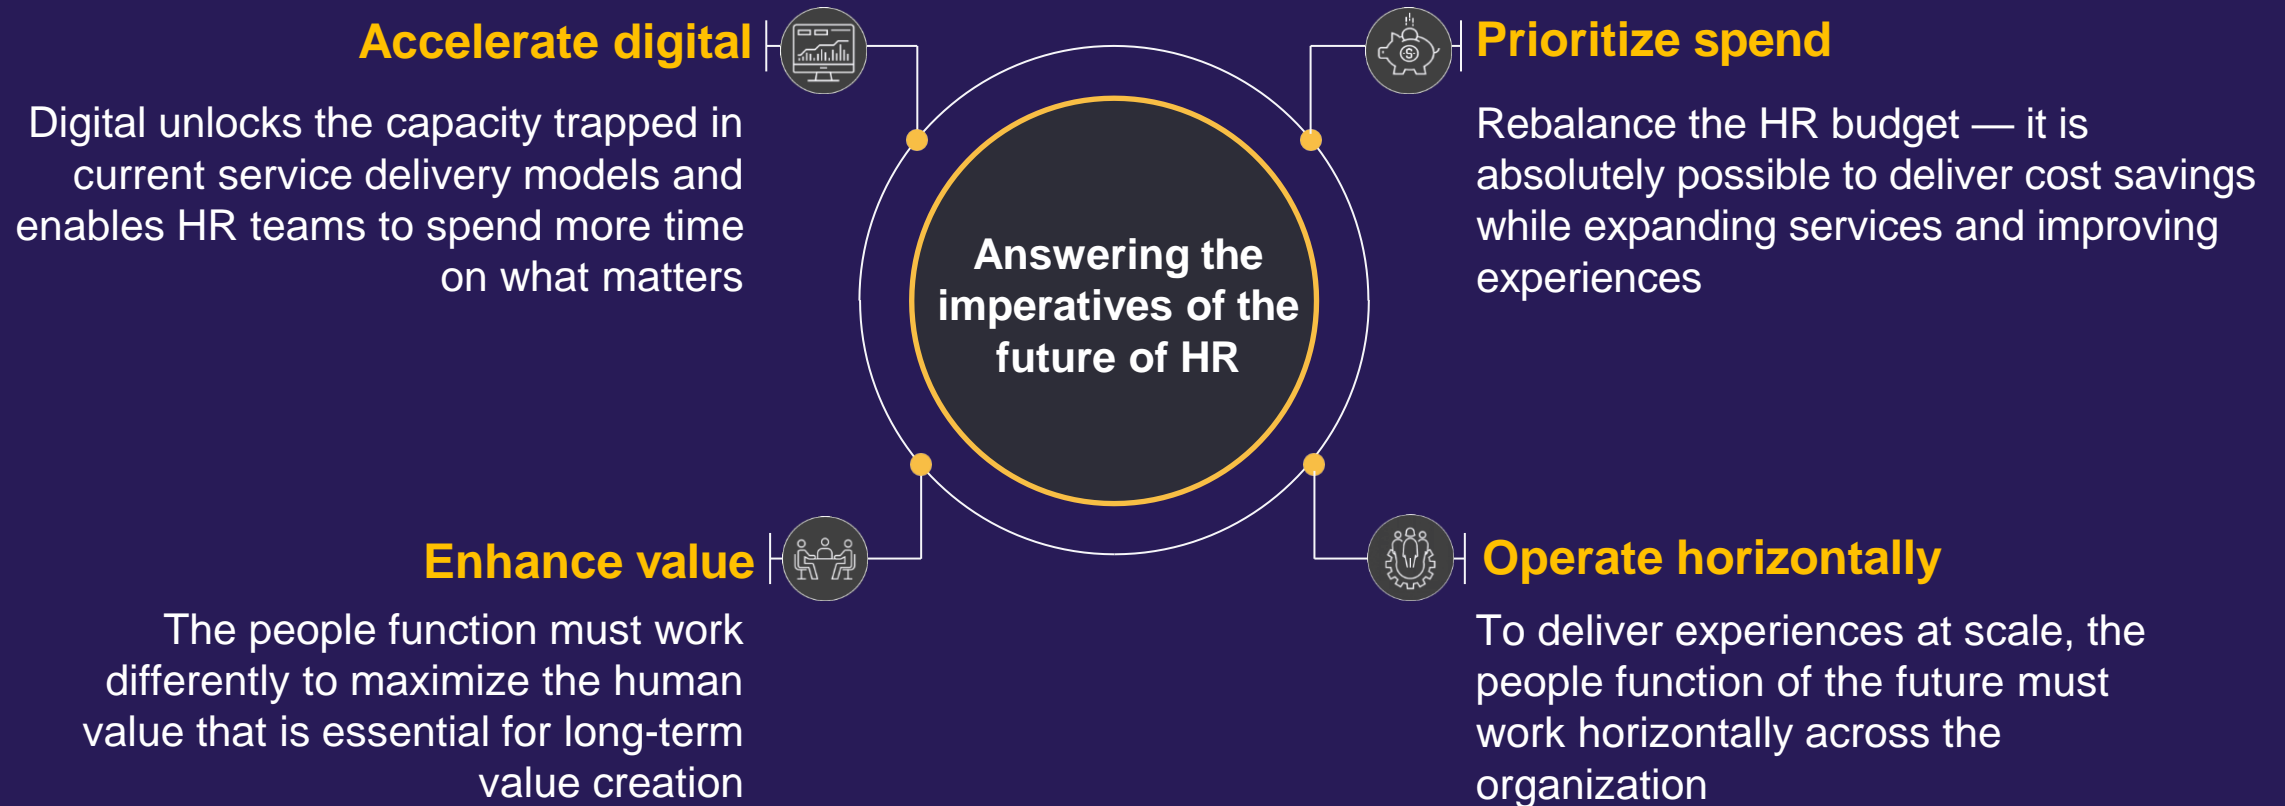 Accelerate digital
Digital unlocks the capacity trapped in
current service delivery models and
enables HR teams to spend more time
on what matters
Prioritize spend
Rebalance the HR budget — it is
absolutely possible to deliver cost savings
while expanding services and improving
experiences
Answering the
imperatives of the
future of HR
Enhance value
The people function must work
differently to maximize the human
value that is essential for long-term
value creation
Operate horizontally
To deliver experiences at scale, the
people function of the future must
work horizontally across the
organization